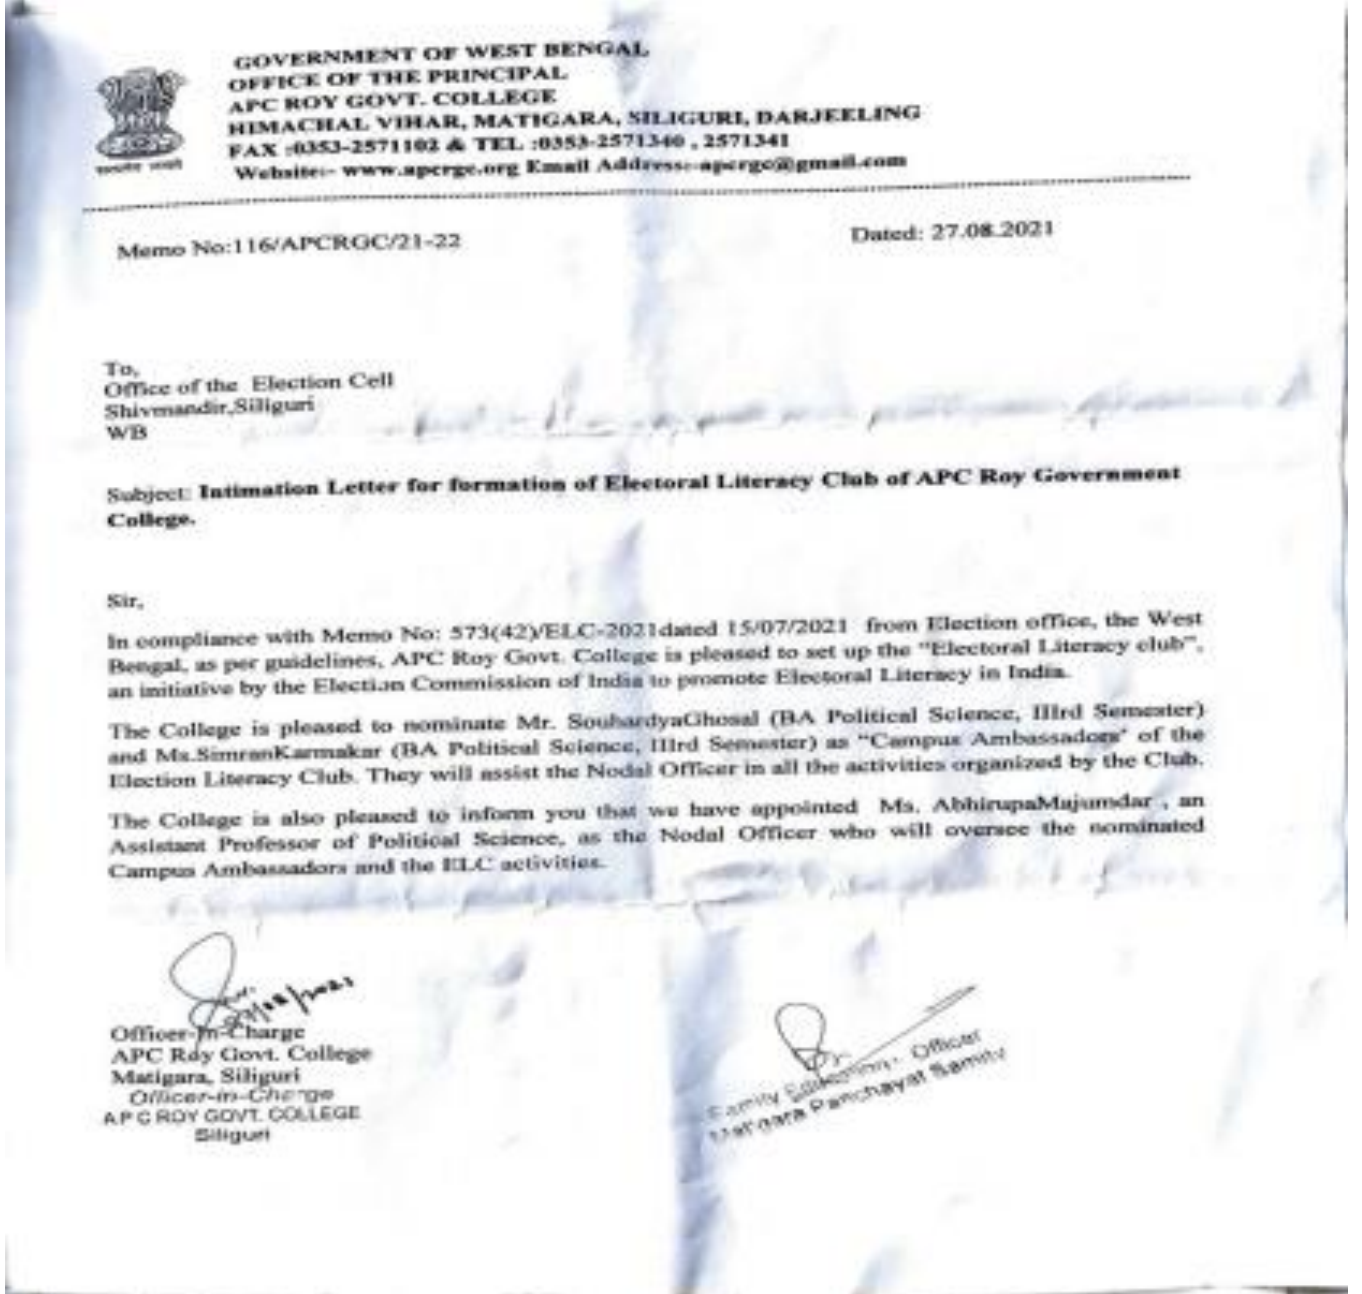 GOVERNMENT OF WEST BENGAL
OFFICE OF THE PRINCIPAL
APC ROY GOVT. COLLEGE
HIMACHAL VIHAR, MATIGARA, SILIGURI, DARJEELING
FAX :0353-2571102 & TEL :0353-2571340 , 2571341
Website:- www.apcrgc.org Email Address:-apcrgc@gmail.com
Memo No:116/APCRGC/21-22
Dated: 27.08.2021
To,
Office of the Election Cell
Shivmandir,Siliguri
WB
Subject: Intimation Letter for formation of Electoral Literacy Club of APC Roy Government
College.
Sir,
In compliance with Memo No: 573(42)/ELC-2021dated 15/07/2021 from Election office, the West
Bengal, as per guidelines, APC Roy Govt. College is pleased to set up the "Electoral Literacy club",
an initiative by the Election Commission of India to promote Electoral Literacy in India.
The College is pleased to nominate Mr. SouhardyaGhosal (BA Political Science, IIIrd Semester)
and Ms.SimranKarmakar (BA Political Science, IIIrd Semester) as "Campus Ambassadors" of the
Election Literacy Club. They will assist the Nodal Officer in all the activities organized by the Club.
The College is also pleased to inform you that we have appointed Ms. AbhirupaMajumdar , an
Assistant Professor of Political Science, as the Nodal Officer who will oversee the nominated
Campus Ambassadors and the ELC activities.
Officer-In-Charge
APC Roy Govt. College
Matigara, Siliguri
Officer-in-Charge
A P C ROY GOVT. COLLEGE
Siliguri
Family Officer
Matigara Panchayat Samity